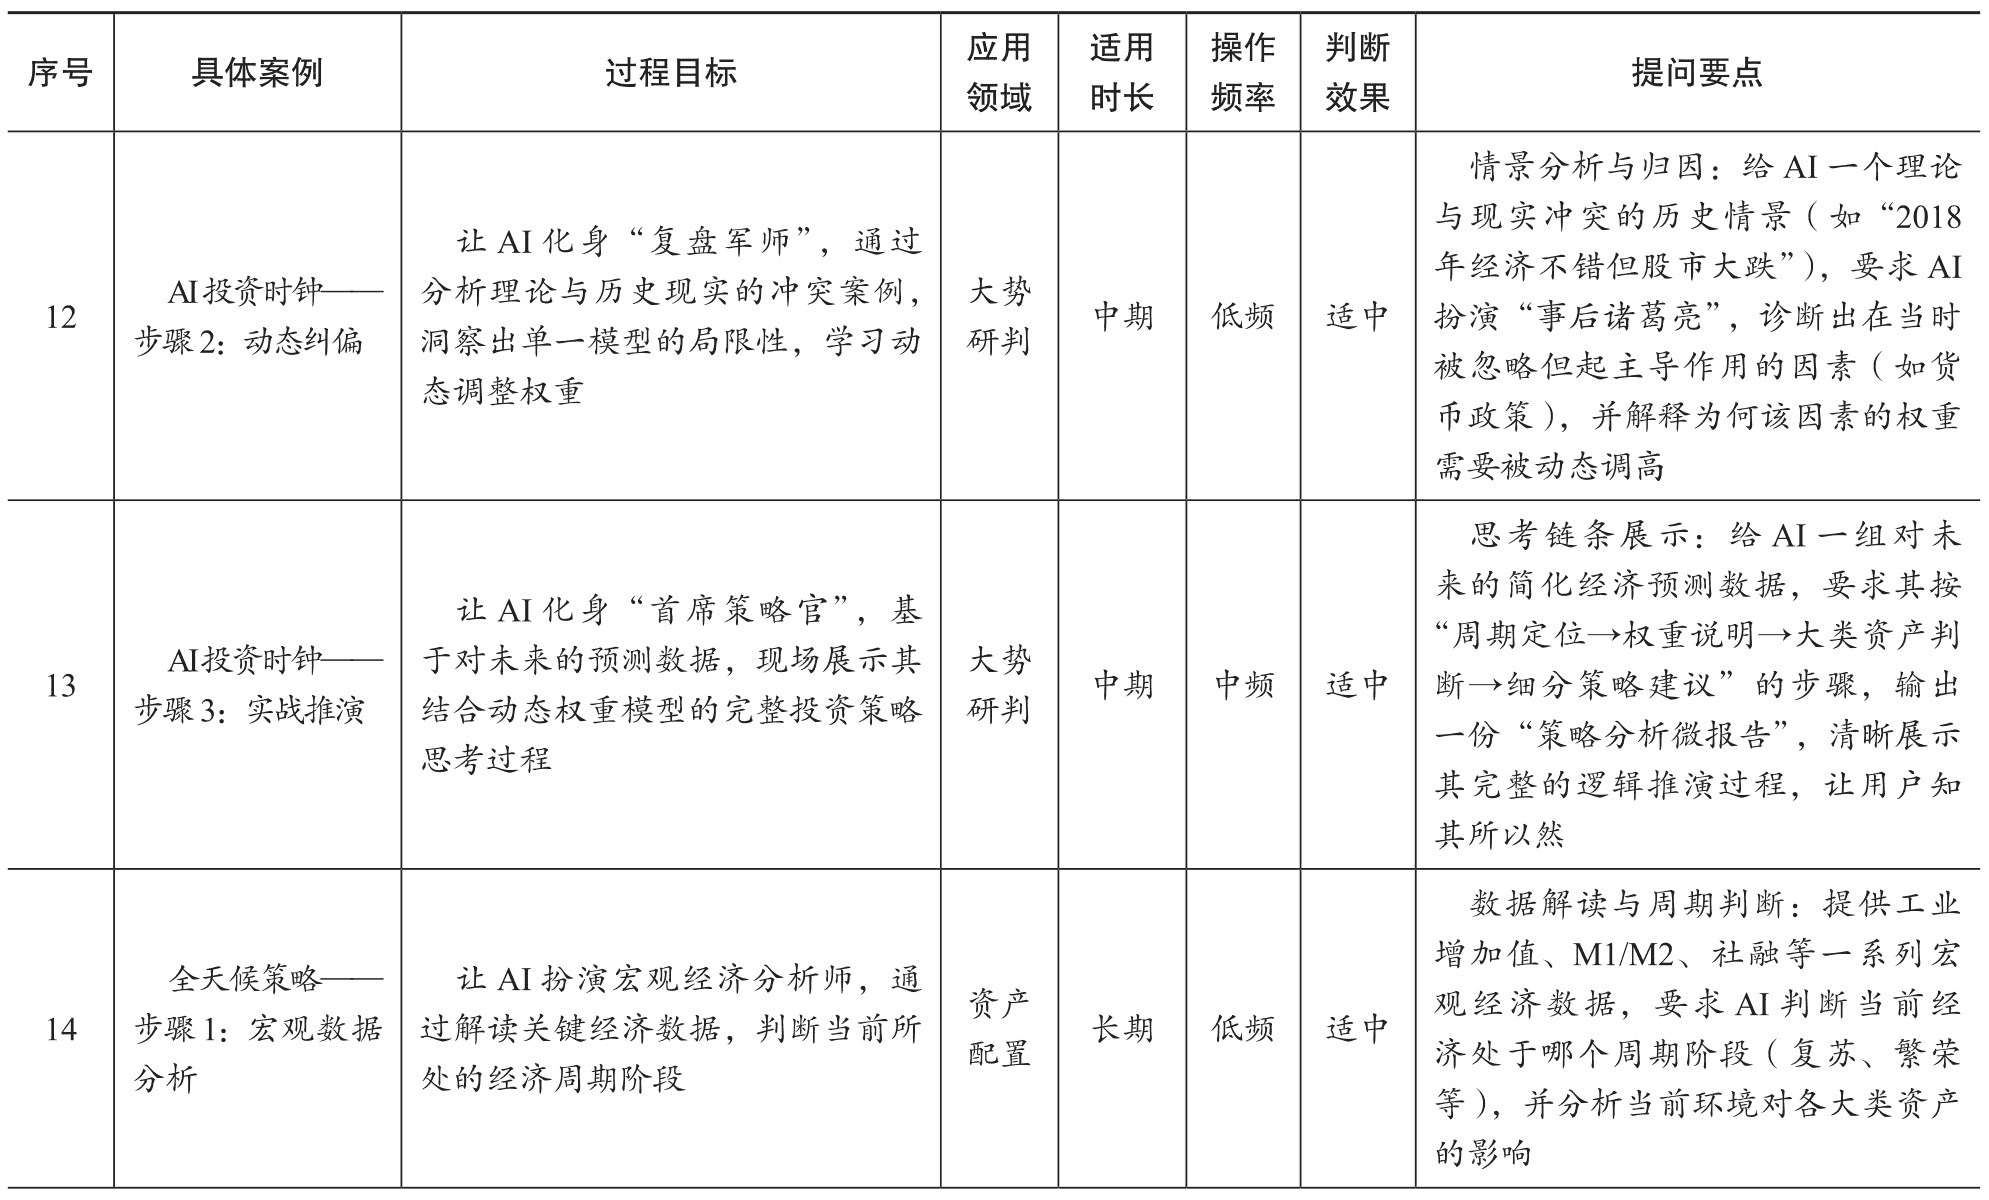 序号
具体案例
过程目标
应用
领域
适用
时长
操作
频率
判断
效果
提问要点
12
AI投资时钟——
步骤2：动态纠偏
让AI化身“复盘军师”，通过
分析理论与历史现实的冲突案例，
洞察出单一模型的局限性，学习动
态调整权重
大势
研判
中期
低频
适中
情景分析与归因：给AI一个理论
与现实冲突的历史情景（如“2018
年经济不错但股市大跌”），要求AI
扮演“事后诸葛亮”，诊断出在当时
被忽略但起主导作用的因素（如货
币政策），并解释为何该因素的权重
需要被动态调高
13
AI投资时钟——
步骤3：实战推演
让AI化身“首席策略官”，基
于对未来的预测数据，现场展示其
结合动态权重模型的完整投资策略
思考过程
大势
研判
中期
中频
适中
思考链条展示：给AI一组对未
来的简化经济预测数据，要求其按
“周期定位→权重说明→大类资产判
断→细分策略建议”的步骤，输出
一份“策略分析微报告”，清晰展示
其完整的逻辑推演过程，让用户知
其所以然
14
全天候策略——
步骤1：宏观数据
分析
让AI扮演宏观经济分析师，通
过解读关键经济数据，判断当前所
处的经济周期阶段
资产
配置
长期
低频
适中
数据解读与周期判断：提供工业
增加值、M1/M2、社融等一系列宏
观经济数据，要求AI判断当前经
济处于哪个周期阶段（复苏、繁荣
等），并分析当前环境对各大类资产
的影响